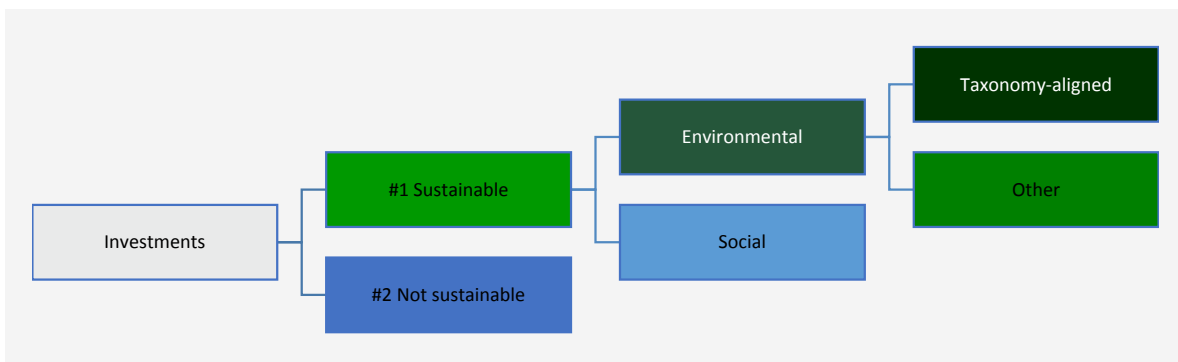 Investments
#1 Sustainable
#2 Not sustainable
Environmental
Social
Taxonomy-aligned
Other